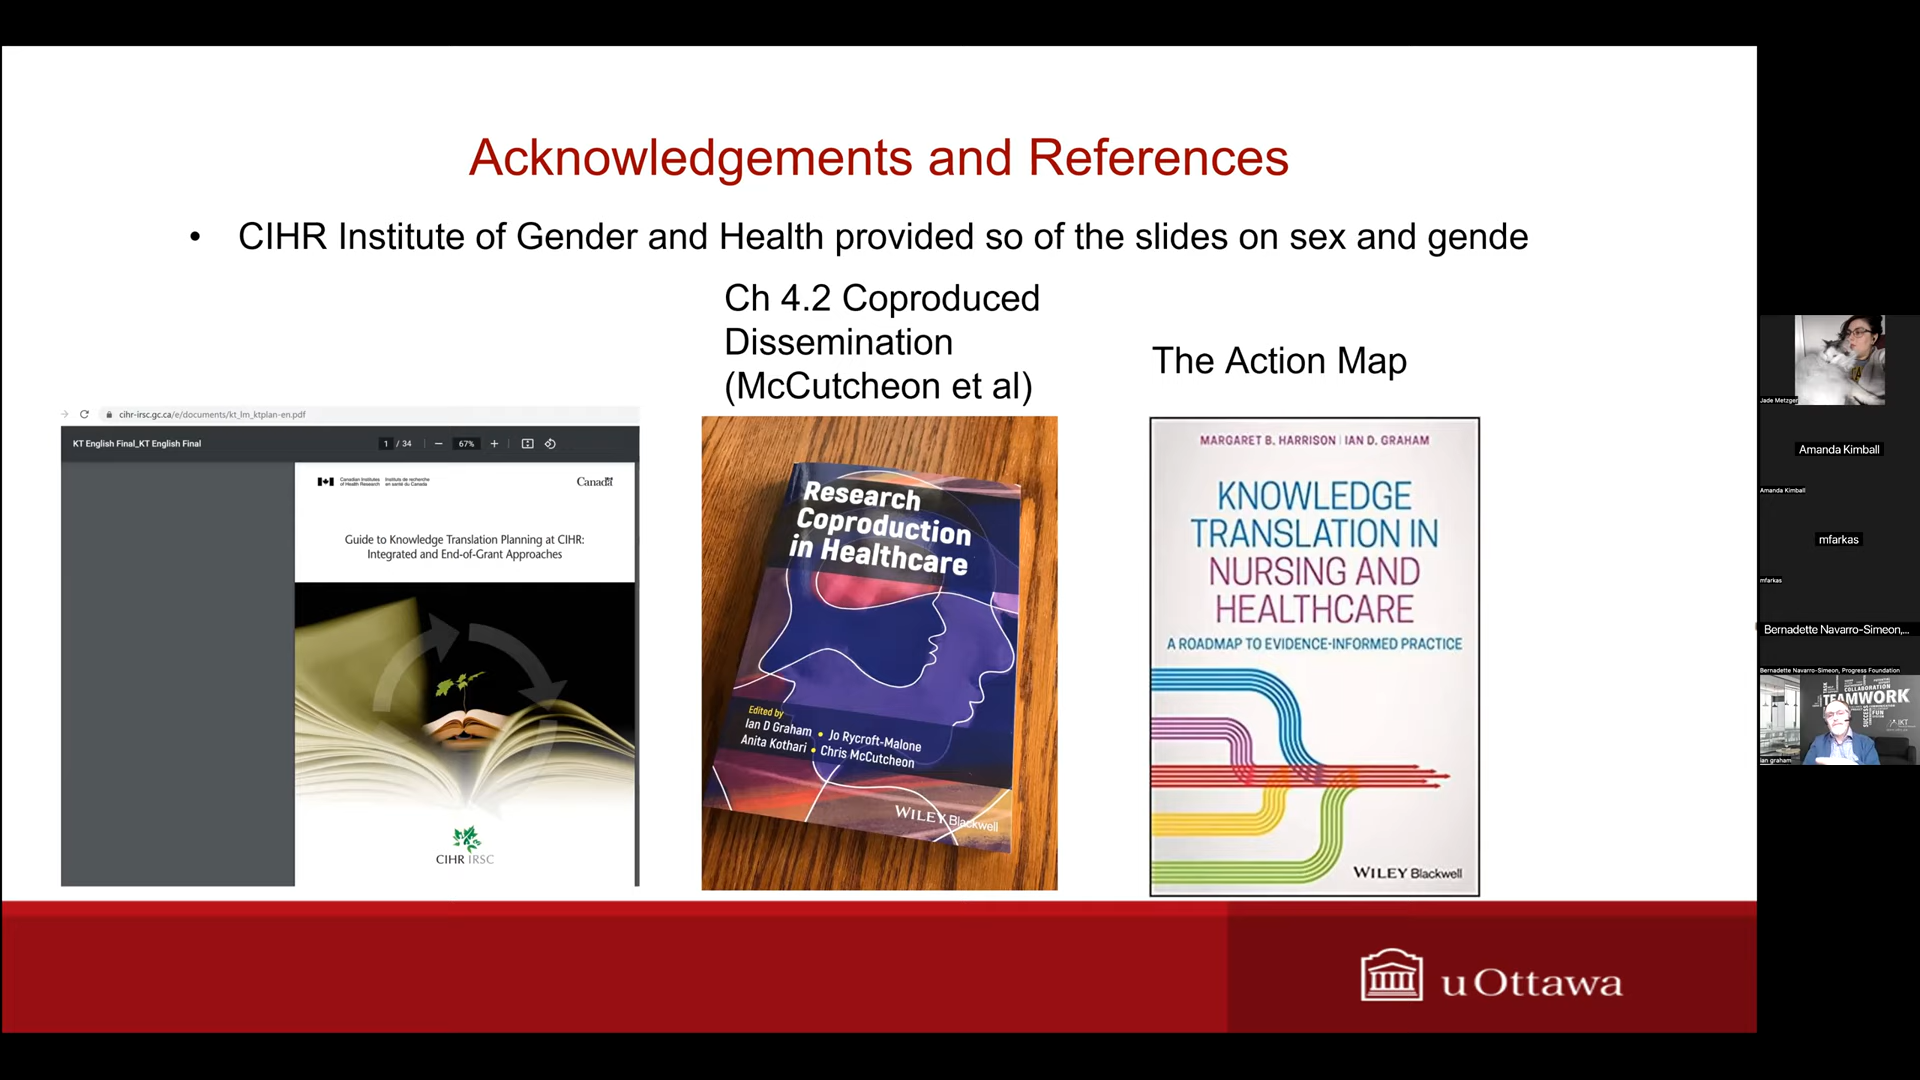 Acknowledgements and References
• CIHR Institute of Gender and Health provided so of the slides on sex and gende
Ch 4.2 Coproduced
Dissemination
(McCutcheon et al)
The Action Map
cihr-irsc.gc.ca/e/documents/kt_lm_ktplan-en.pdf
KT English Final_KT English Final
1 / 34
67%
Canadian Institutes
of Health Research
Instituts de recherche
en santé du Canada
Canada
Guide to Knowledge Translation Planning at CIHR:
Integrated and End-of-Grant Approaches
CIHR IRSC
Research
Coproduction
in Healthcare
Edited by
Ian D Graham • Jo Rycroft-Malone
Anita Kothari • Chris McCutcheon
WILEY Blackwell
MARGARET B. HARRISON | IAN D. GRAHAM
KNOWLEDGE
TRANSLATION IN
NURSING AND
HEALTHCARE
A ROADMAP TO EVIDENCE-INFORMED PRACTICE
WILEY Blackwell
uOttawa
Jade Metzger
Amanda Kimball
Amanda Kimball
mfarkas
mfarkas
Bernadette Navarro-Simeon,...
Bernadette Navarro-Simeon, Progress Foundation
COLLABORATION
TEAMWORK
SUCCESS
FUN
IKT
ian graham